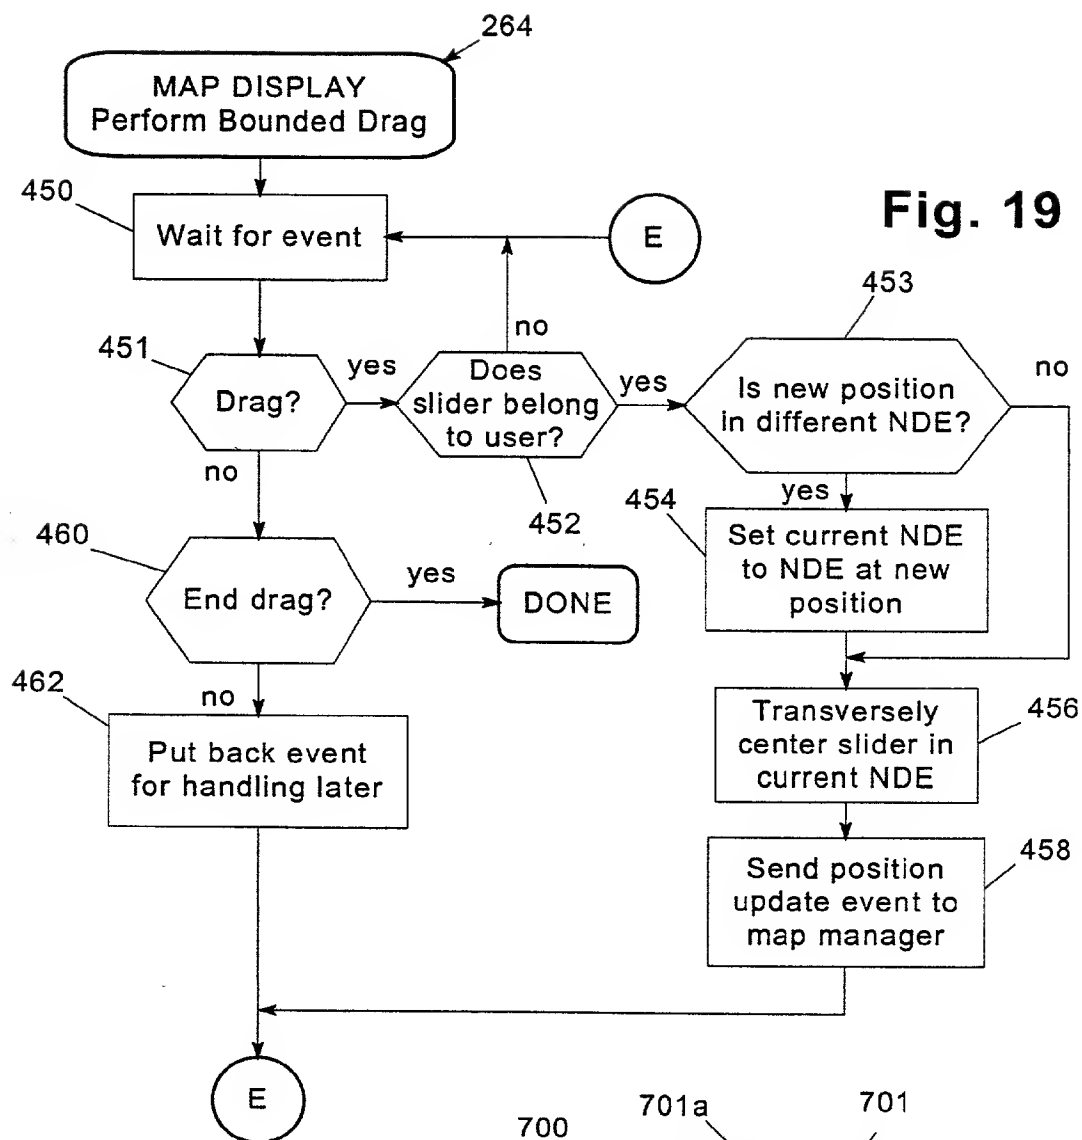 264
MAP DISPLAY
Perform Bounded Drag
450
Wait for event
E
Fig. 19
453
no
451
yes
Does
slider belong
to user?
yes
Is new position
in different NDE?
no
Drag?
no
452
yes
454
Set current NDE
to NDE at new
position
460
End drag?
yes
DONE
462
no
Put back event
for handling later
Transversely
center slider in
current NDE
456
Send position
update event to
map manager
458
E
700
701a
701